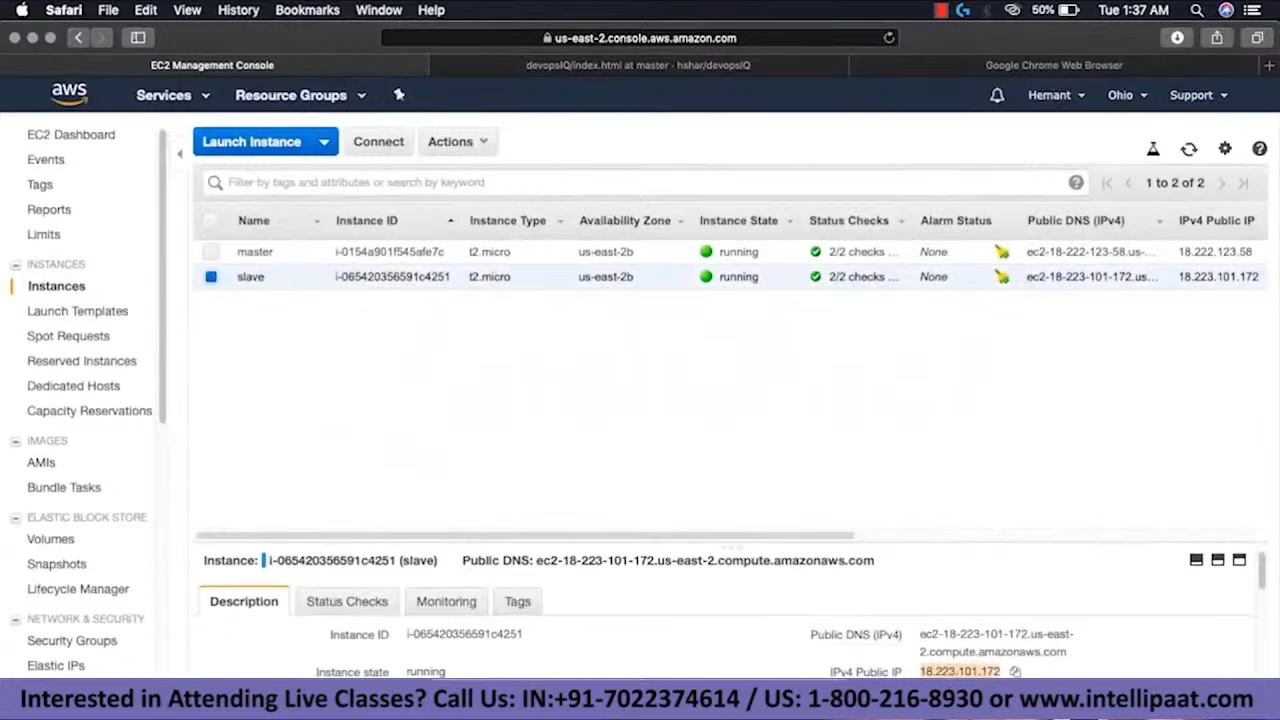 Safari File Edit View History Bookmarks Window Help 50% Tue 1:37 AM
us-east-2.console.aws.amazon.com
EC2 Management Console devopsIQ/index.html at master - hshar/devopsIQ Google Chrome Web Browser
aws Services Resource Groups Hemant Ohio Support
EC2 Dashboard
Events
Tags
Reports
Limits
INSTANCES
Instances
Launch Templates
Spot Requests
Reserved Instances
Dedicated Hosts
Capacity Reservations
IMAGES
AMIs
Bundle Tasks
ELASTIC BLOCK STORE
Volumes
Snapshots
Lifecycle Manager
NETWORK & SECURITY
Security Groups
Elastic IPs
Launch Instance Connect Actions
Filter by tags and attributes or search by keyword 1 to 2 of 2
Name Instance ID Instance Type Availability Zone Instance State Status Checks Alarm Status Public DNS (IPv4) IPv4 Public IP
master i-0154a901f545afe7c t2.micro us-east-2b running 2/2 checks ... None ec2-18-222-123-58.us-... 18.222.123.58
slave i-065420356591c4251 t2.micro us-east-2b running 2/2 checks ... None ec2-18-223-101-172.us... 18.223.101.172
Instance: i-065420356591c4251 (slave) Public DNS: ec2-18-223-101-172.us-east-2.compute.amazonaws.com
Description Status Checks Monitoring Tags
Instance ID i-065420356591c4251 Public DNS (IPv4) ec2-18-223-101-172.us-east-
2.compute.amazonaws.com
Instance state running IPv4 Public IP 18.223.101.172
Interested in Attending Live Classes? Call Us: IN:+91-7022374614 / US: 1-800-216-8930 or www.intellipaat.com